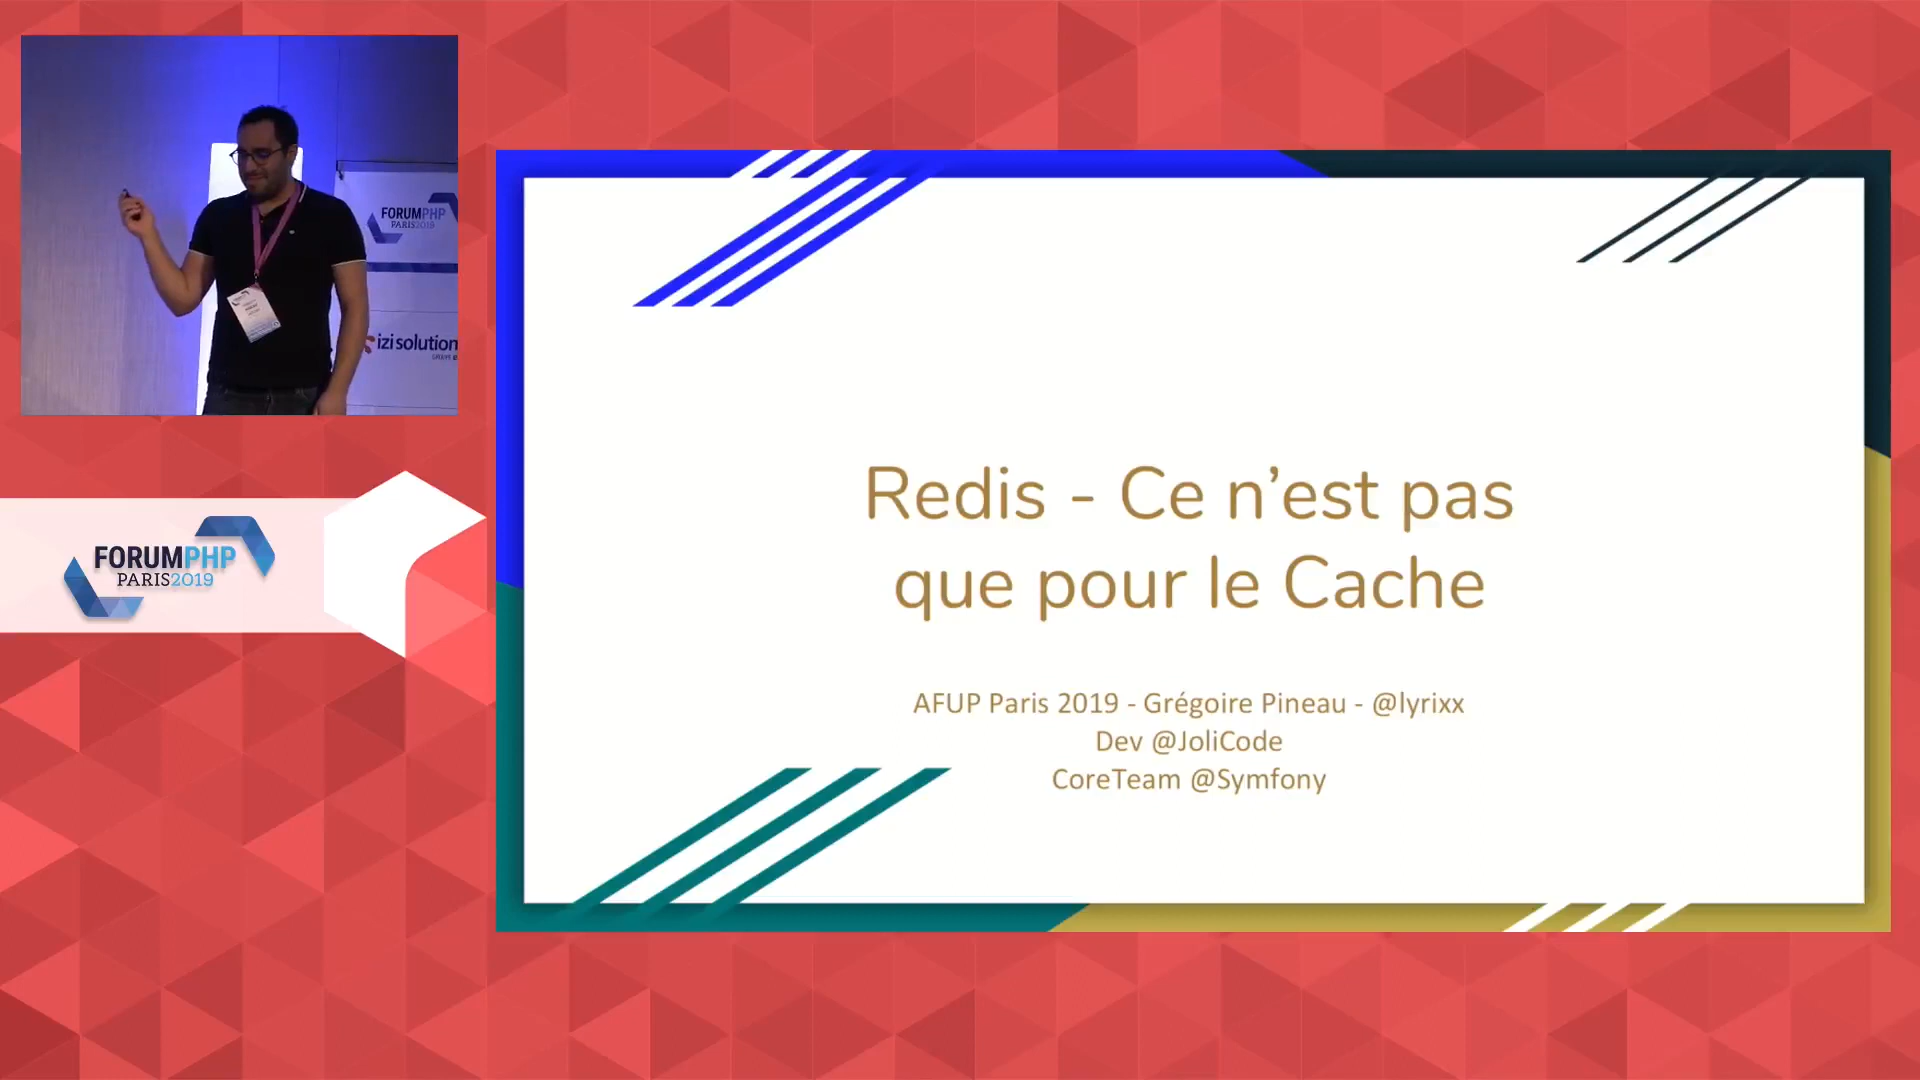 FORUMPHP
PARIS2019
izi solution
FORUMPHP
PARIS2019
Redis - Ce n’est pas
que pour le Cache
AFUP Paris 2019 - Grégoire Pineau - @lyrixx
Dev @JoliCode
CoreTeam @Symfony